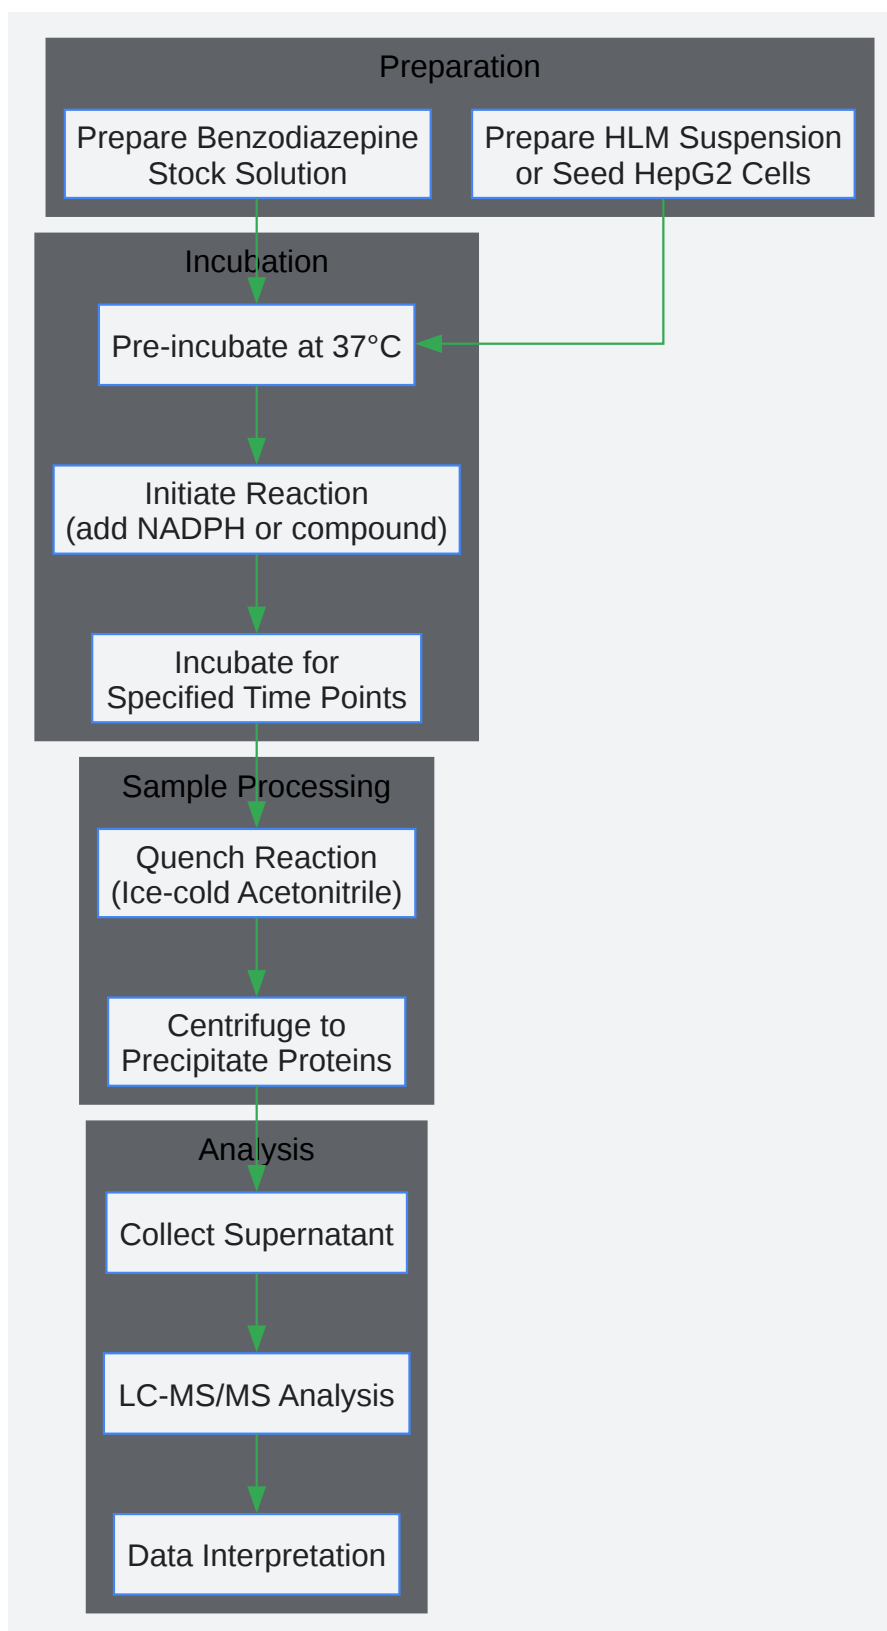 Preparation
Prepare Benzodiazepine
Stock Solution
Prepare HLM Suspension
or Seed HepG2 Cells
Incubation
Pre-incubate at 37°C
Initiate Reaction
(add NADPH or compound)
Incubate for
Specified Time Points
Sample Processing
Quench Reaction
(Ice-cold Acetonitrile)
Centrifuge to
Precipitate Proteins
Analysis
Collect Supernatant
LC-MS/MS Analysis
Data Interpretation